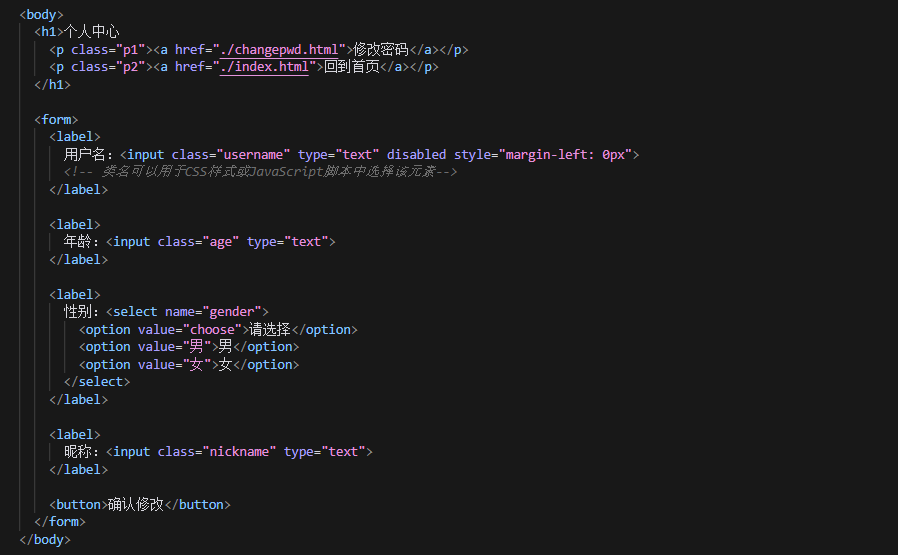 <body>
<h1>个人中心
<p class="p1"><a href="./changepwd.html">修改密码</a></p>
<p class="p2"><a href="./index.html">回到首页</a></p>
</h1>
<form>
<label>
用户名：<input class="username" type="text" disabled style="margin-left: 0px">
<!-- 类名可以用于CSS样式或JavaScript脚本中选择该元素-->
</label>
<label>
年龄：<input class="age" type="text">
</label>
<label>
性别：<select name="gender">
<option value="choose">请选择</option>
<option value="男">男</option>
<option value="女">女</option>
</select>
</label>
<label>
昵称：<input class="nickname" type="text">
</label>
<button>确认修改</button>
</form>
</body>